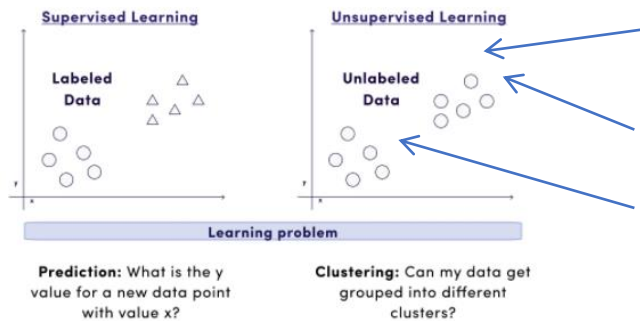 Supervised Learning
Labeled
Data
y
x
Unsupervised Learning
Unlabeled
Data
y
x
Learning problem
Prediction: What is the y
value for a new data point
with value x?
Clustering: Can my data get
grouped into different
clusters?